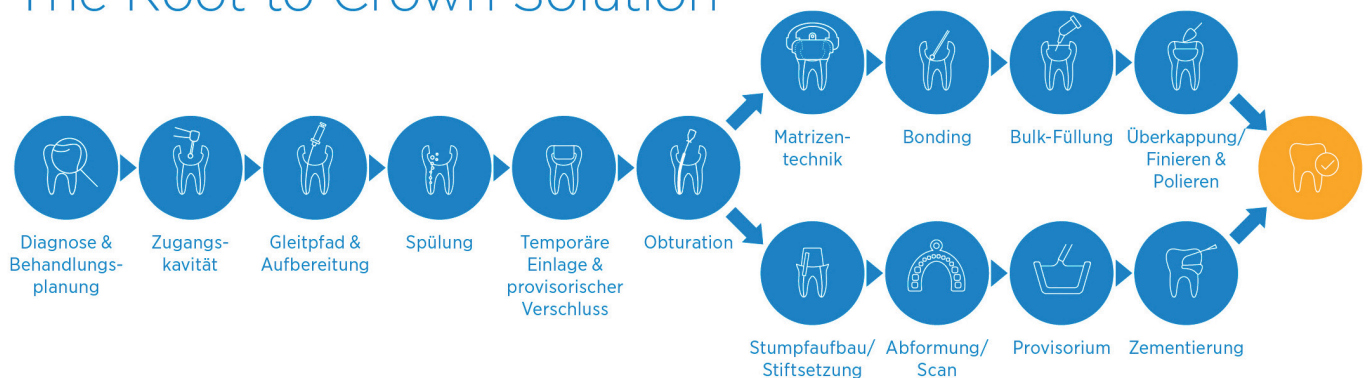 The Root to Crown Solution
Diagnose &
Behandlungs-
planung
Zugangs-
kavität
Gleitpfad &
Aufbereitung
Spülung
Temporäre
Einlage &
provisorischer
Verschluss
Obturation
Matrizen-
technik
Bonding
Bulk-Füllung
Überkappung/
Finieren &
Polieren
Stumpfaufbau/
Stiftsetzung
Abformung/
Scan
Provisorium
Zementierung